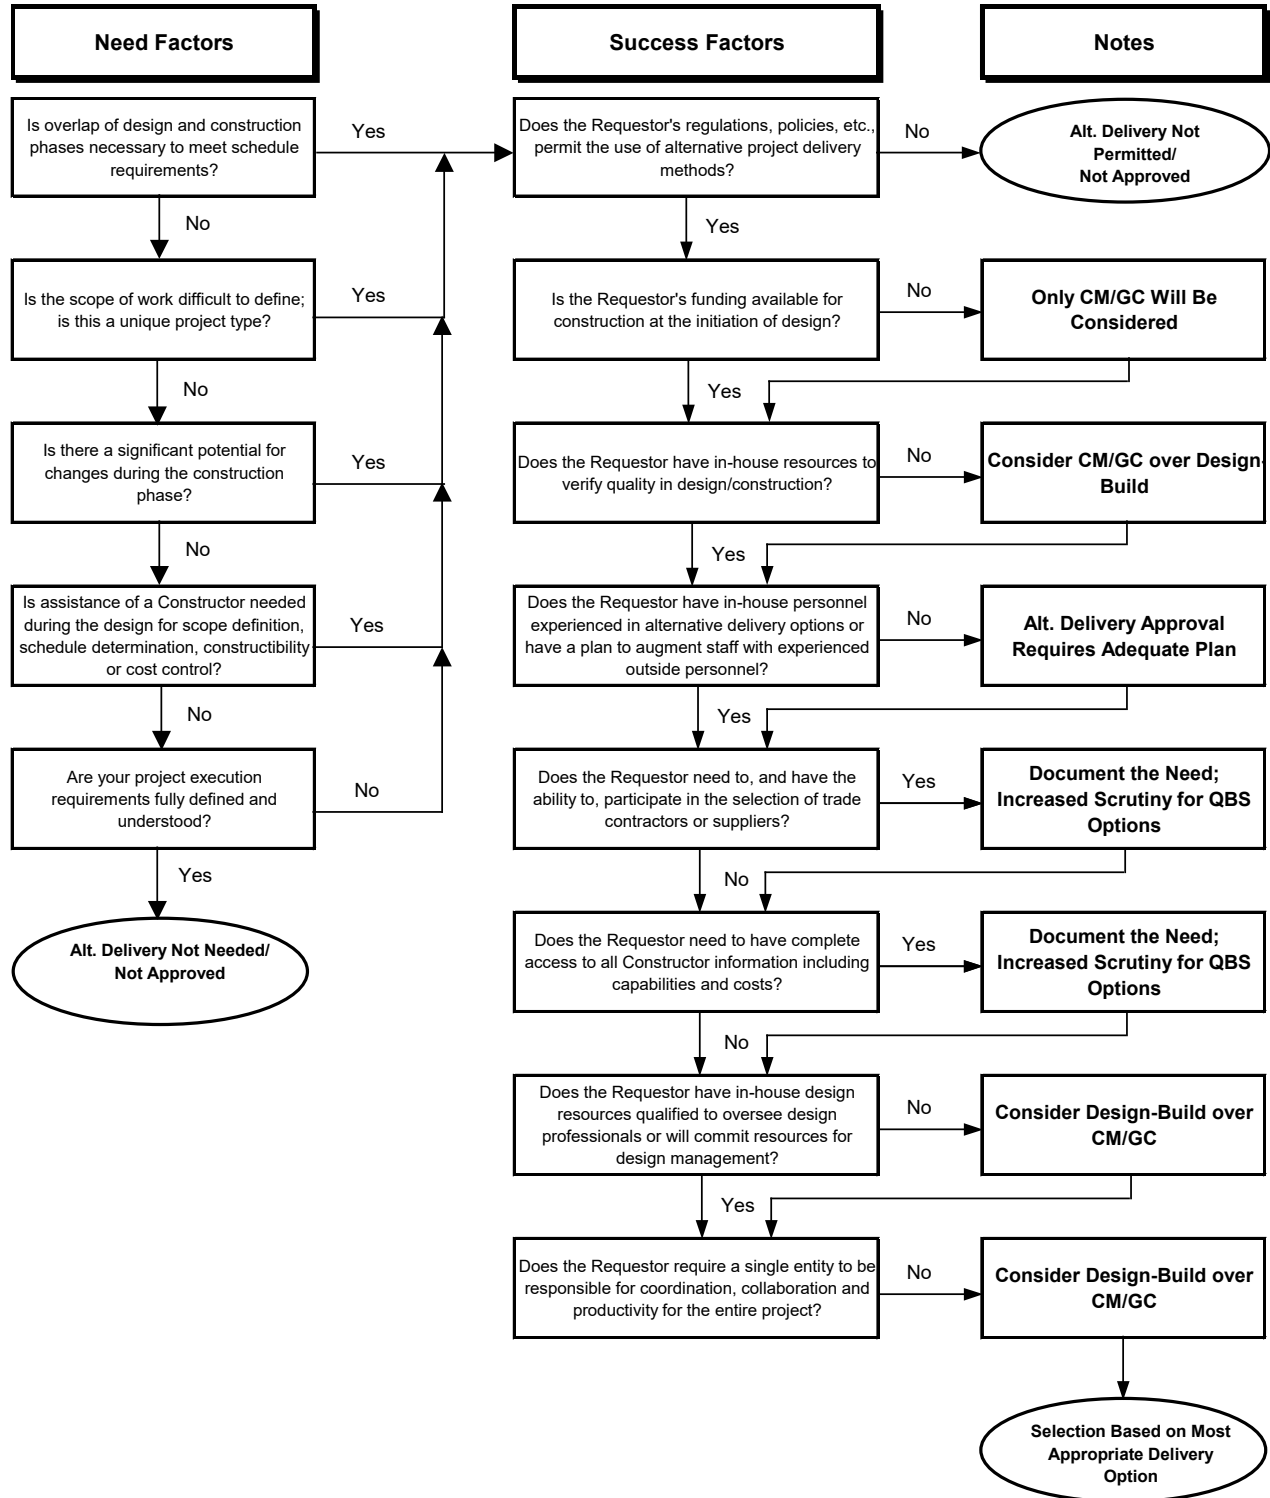 Need Factors
Success Factors
Notes
Is overlap of design and construction
phases necessary to meet schedule
requirements?
Yes
Does the Requestor's regulations, policies, etc.,
permit the use of alternative project delivery
methods?
No
Alt. Delivery Not
Permitted/
Not Approved
No
Yes
Is the scope of work difficult to define;
is this a unique project type?
Yes
Is the Requestor's funding available for
construction at the initiation of design?
No
Only CM/GC Will Be
Considered
No
Yes
Is there a significant potential for
changes during the construction
phase?
Yes
Does the Requestor have in-house resources to
verify quality in design/construction?
No
Consider CM/GC over Design-
Build
No
Yes
Is assistance of a Constructor needed
during the design for scope definition,
schedule determination, constructibility
or cost control?
Yes
Does the Requestor have in-house personnel
experienced in alternative delivery options or
have a plan to augment staff with experienced
outside personnel?
No
Alt. Delivery Approval
Requires Adequate Plan
No
Yes
Are your project execution
requirements fully defined and
understood?
No
Does the Requestor need to, and have the
ability to, participate in the selection of trade
contractors or suppliers?
Yes
Document the Need;
Increased Scrutiny for QBS
Options
Yes
No
Alt. Delivery Not Needed/
Not Approved
Does the Requestor need to have complete
access to all Constructor information including
capabilities and costs?
Yes
Document the Need;
Increased Scrutiny for QBS
Options
No
Does the Requestor have in-house design
resources qualified to oversee design
professionals or will commit resources for
design management?
No
Consider Design-Build over
CM/GC
Yes
Does the Requestor require a single entity to be
responsible for coordination, collaboration and
productivity for the entire project?
No
Consider Design-Build over
CM/GC
Selection Based on Most
Appropriate Delivery
Option